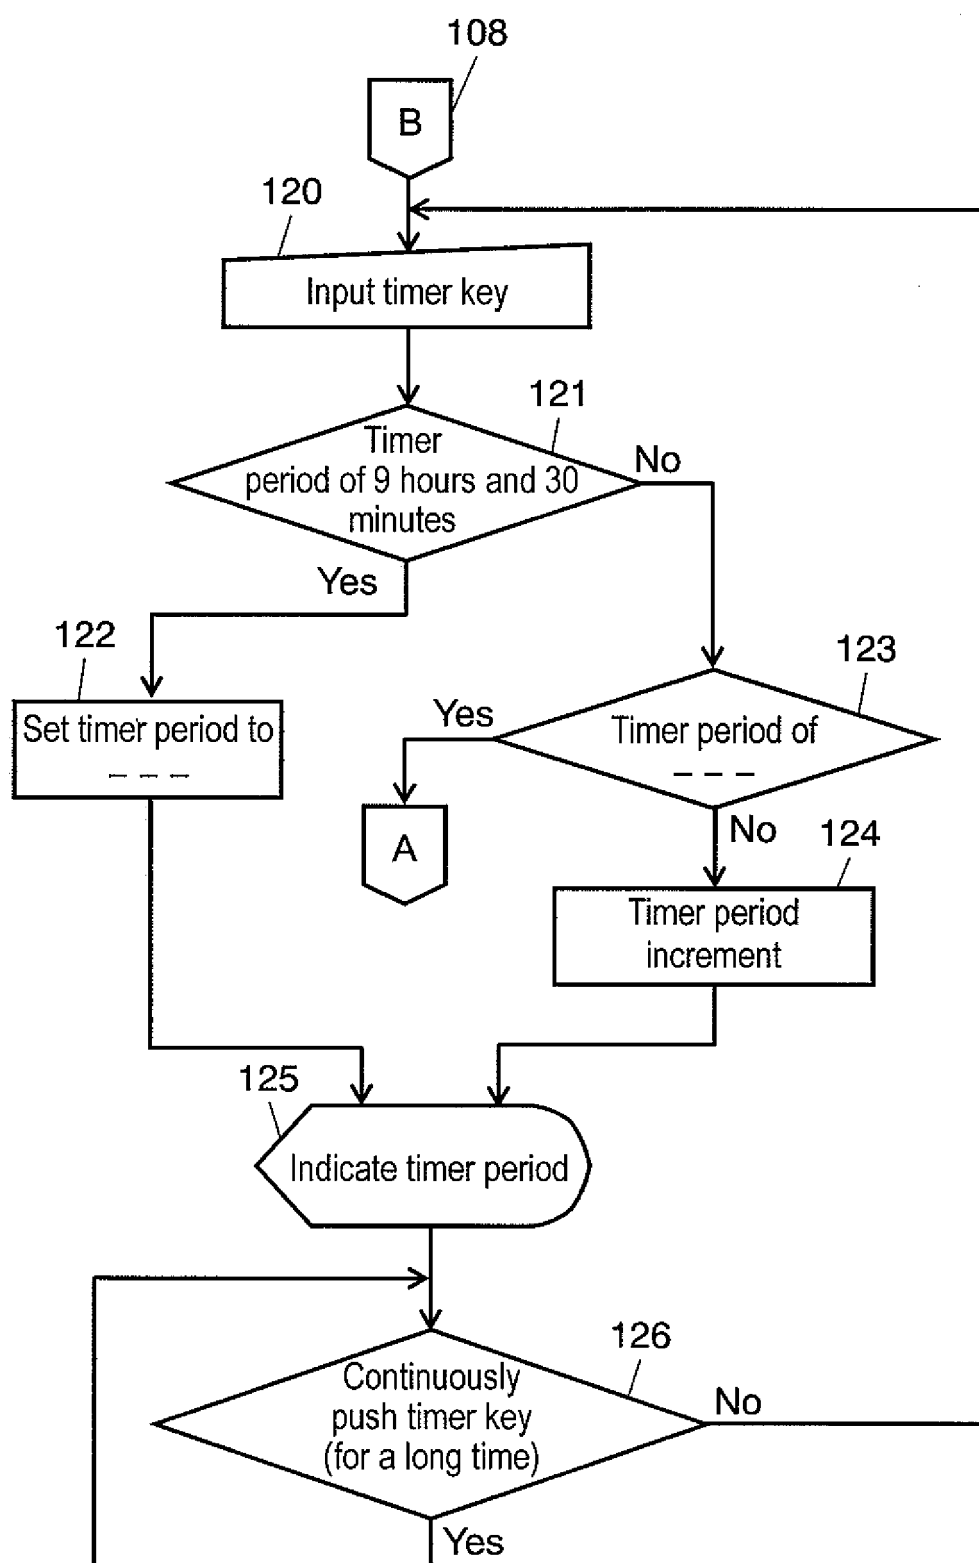 108
B
120
Input timer key
121
Timer
period of 9 hours and 30
minutes
No
Yes
122
Set timer period to
– – –
123
Timer period of
– – –
Yes
A
No
124
Timer period
increment
125
Indicate timer period
126
Continuously
push timer key
(for a long time)
No
Yes